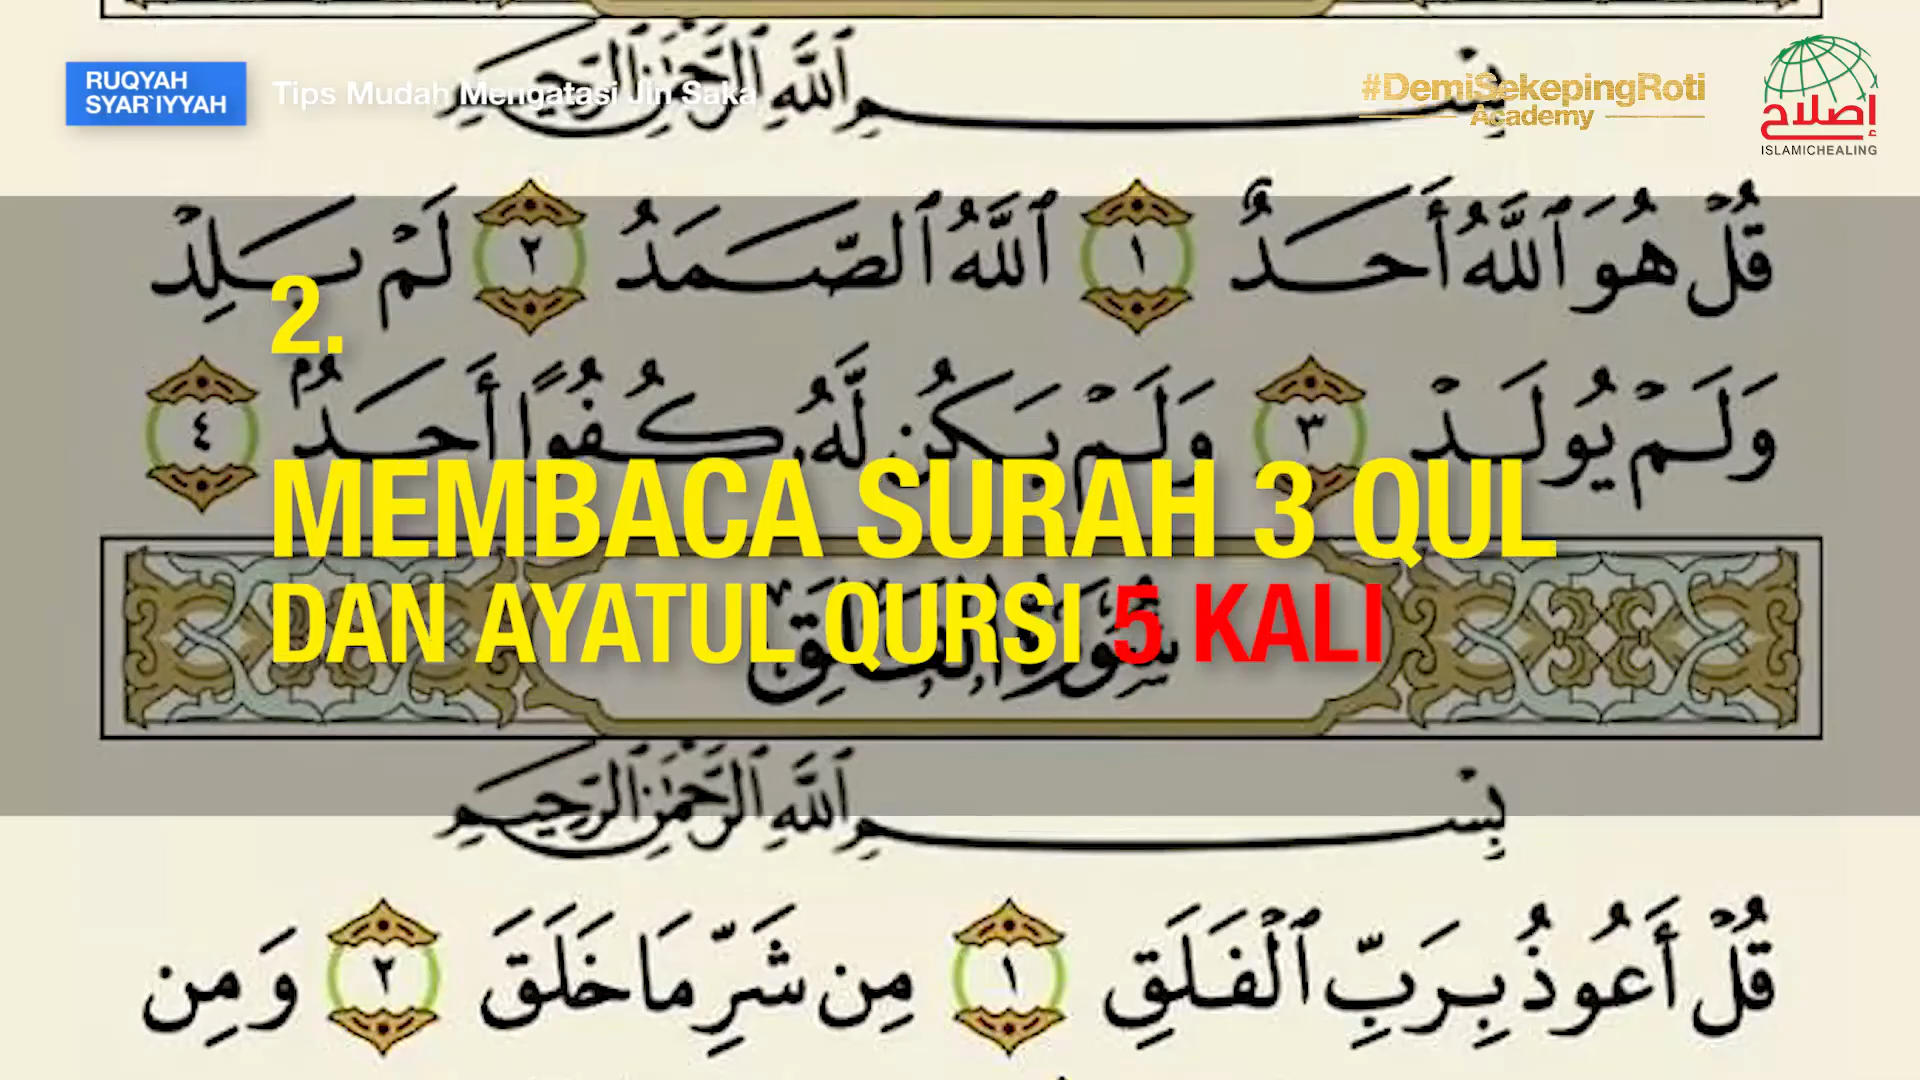 RUQYAH
SYAR`IYYAH
Tips Mudah Mengatasi Jin Saka
#DemiSekepingRoti
Academy
إصلاح
ISLAMICHEALING
بِسْمِ ٱللَّهِ ٱلرَّحْمَٰنِ ٱلرَّحِيمِ
قُلْ هُوَ ٱللَّهُ أَحَدٌ ١ ٱللَّهُ ٱلصَّمَدُ ٢ لَمْ يَلِدْ
وَلَمْ يُولَدْ ٣ وَلَمْ يَكُن لَّهُۥ كُفُوًا أَحَدٌۢ ٤
2.
MEMBACA SURAH 3 QUL
DAN AYATUL QURSI 5 KALI
سُورَةُ الفَلَقِ
بِسْمِ ٱللَّهِ ٱلرَّحْمَٰنِ ٱلرَّحِيمِ
قُلْ أَعُوذُ بِرَبِّ ٱلْفَلَقِ ١ مِن شَرِّ مَا خَلَقَ ٢ وَمِن